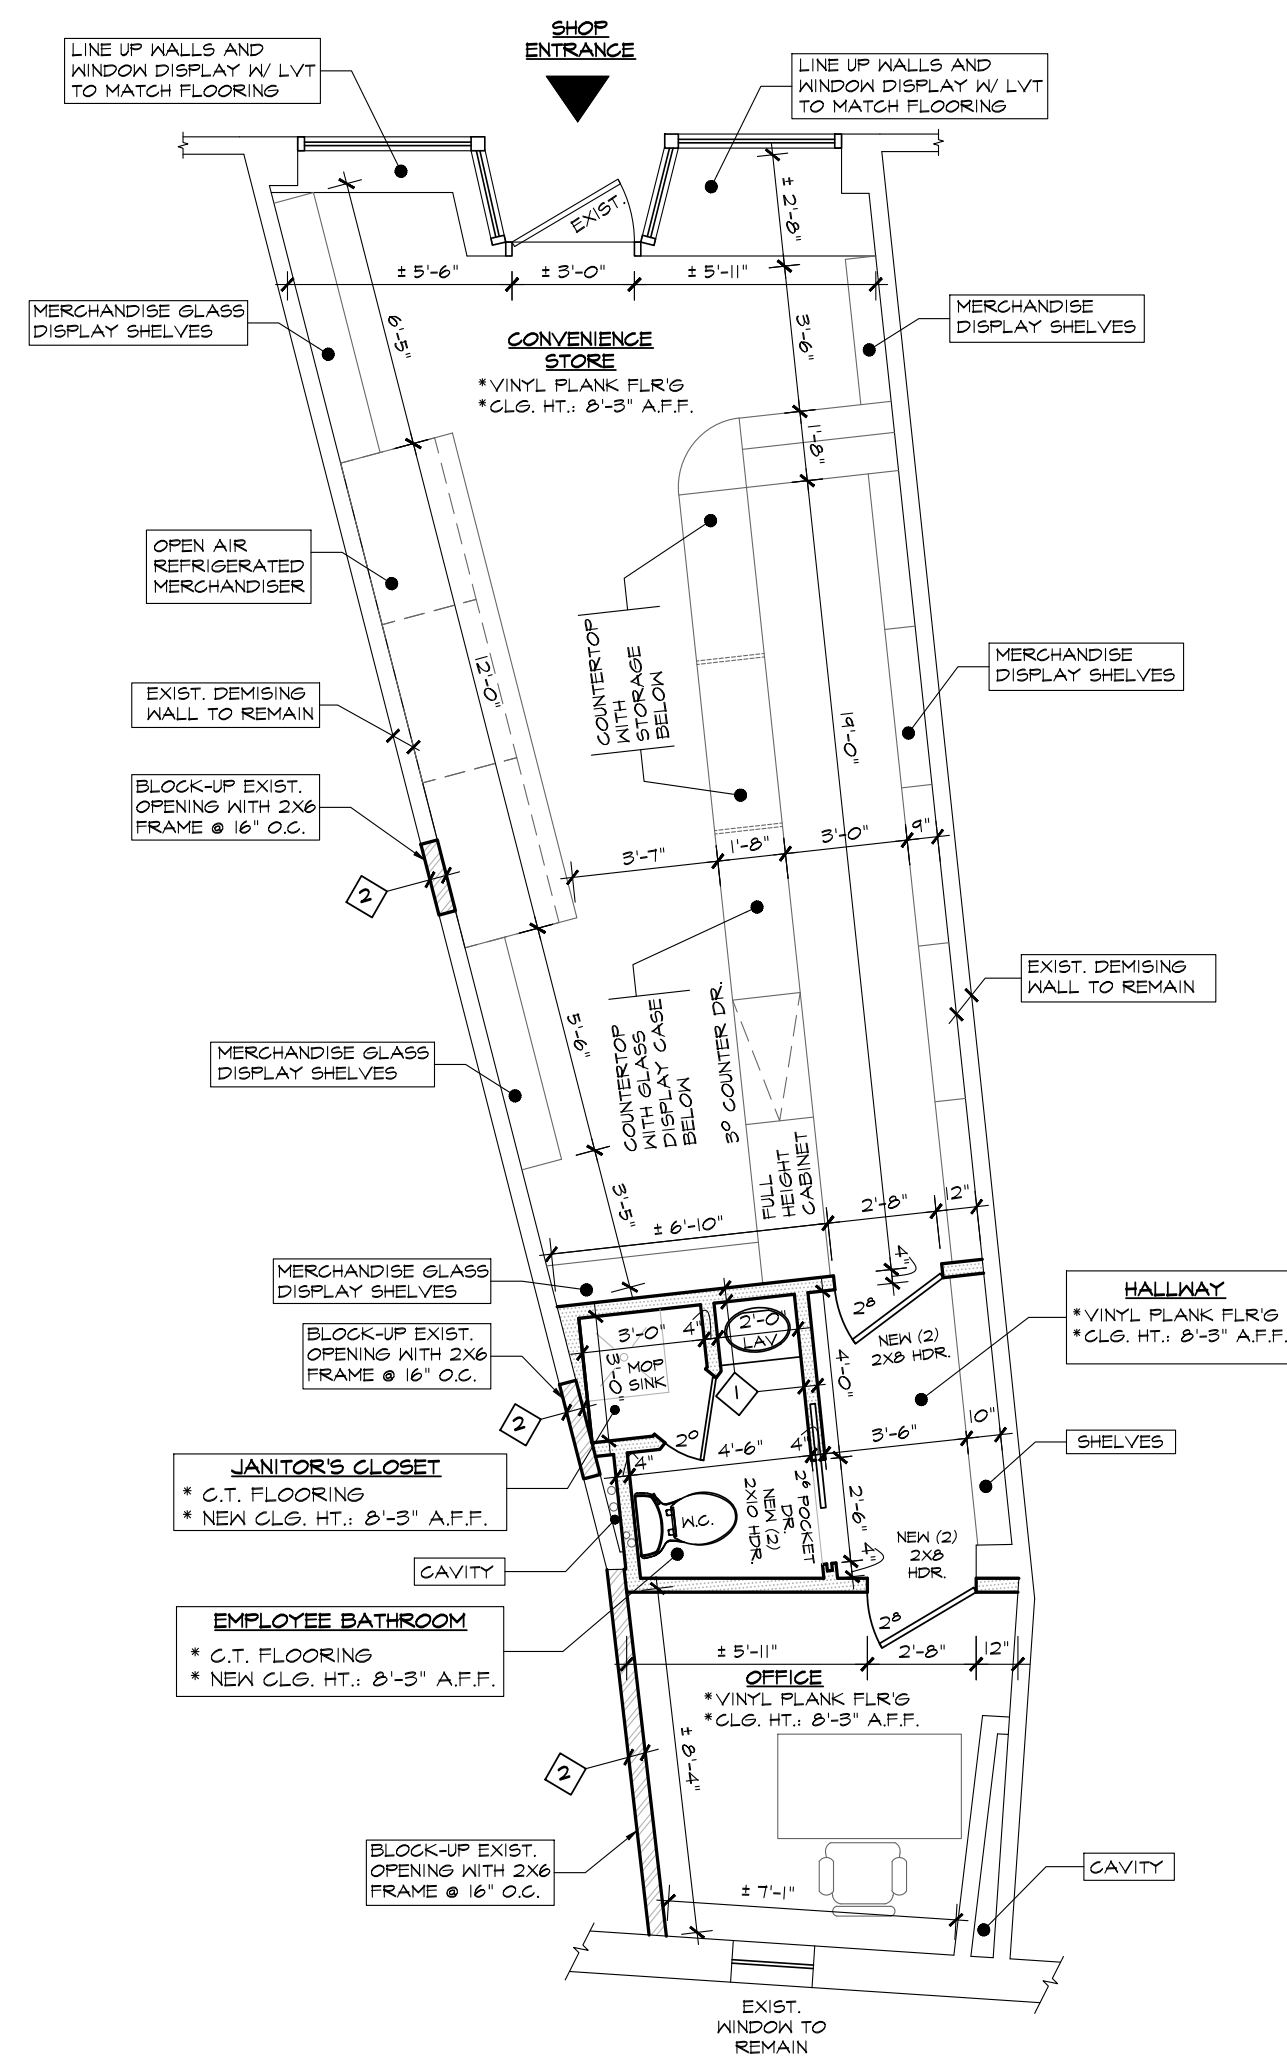 SHOP
ENTRANCE
LINE UP WALLS AND
WINDOW DISPLAY W/ LVT
TO MATCH FLOORING
LINE UP WALLS AND
WINDOW DISPLAY W/ LVT
TO MATCH FLOORING
EXIST.
± 2'-8"
± 5'-6"
± 3'-0"
± 5'-11"
MERCHANDISE GLASS
DISPLAY SHELVES
6'-5"
CONVENIENCE
STORE
*VINYL PLANK FLR'G
*CLG. HT.: 8'-3" A.F.F.
3'-6"
MERCHANDISE
DISPLAY SHELVES
1'-8"
OPEN AIR
REFRIGERATED
MERCHANDISER
COUNTERTOP
WITH
STORAGE
BELOW
12'-0"
19'-0"
MERCHANDISE
DISPLAY SHELVES
EXIST. DEMISING
WALL TO REMAIN
BLOCK-UP EXIST.
OPENING WITH 2X6
FRAME @ 16" O.C.
2
3'-7"
1'-8"
3'-0"
9"
EXIST. DEMISING
WALL TO REMAIN
5'-6"
COUNTERTOP
WITH GLASS
DISPLAY CASE
BELOW
3⁰ COUNTER DR.
MERCHANDISE GLASS
DISPLAY SHELVES
FULL
HEIGHT
CABINET
3'-5"
± 6'-10"
2'-8"
12"
4"
MERCHANDISE GLASS
DISPLAY SHELVES
HALLWAY
*VINYL PLANK FLR'G
*CLG. HT.: 8'-3" A.F.F.
2⁸
NEW (2)
2X8 HDR.
BLOCK-UP EXIST.
OPENING WITH 2X6
FRAME @ 16" O.C.
3'-0"
4"
2'-0"
LAV
3'-0"
MOP
SINK
4'-0"
1
2
2⁰
4'-6"
4"
3'-6"
10"
SHELVES
JANITOR'S CLOSET
* C.T. FLOORING
* NEW CLG. HT.: 8'-3" A.F.F.
4"
W.C.
2⁶ POCKET
DR.
NEW (2)
2X10 HDR.
2'-6"
4"
NEW (2)
2X8
HDR.
CAVITY
EMPLOYEE BATHROOM
* C.T. FLOORING
* NEW CLG. HT.: 8'-3" A.F.F.
2⁸
± 5'-11"
2'-8"
12"
OFFICE
*VINYL PLANK FLR'G
*CLG. HT.: 8'-3" A.F.F.
± 8'-4"
2
BLOCK-UP EXIST.
OPENING WITH 2X6
FRAME @ 16" O.C.
± 7'-1"
CAVITY
EXIST.
WINDOW TO
REMAIN